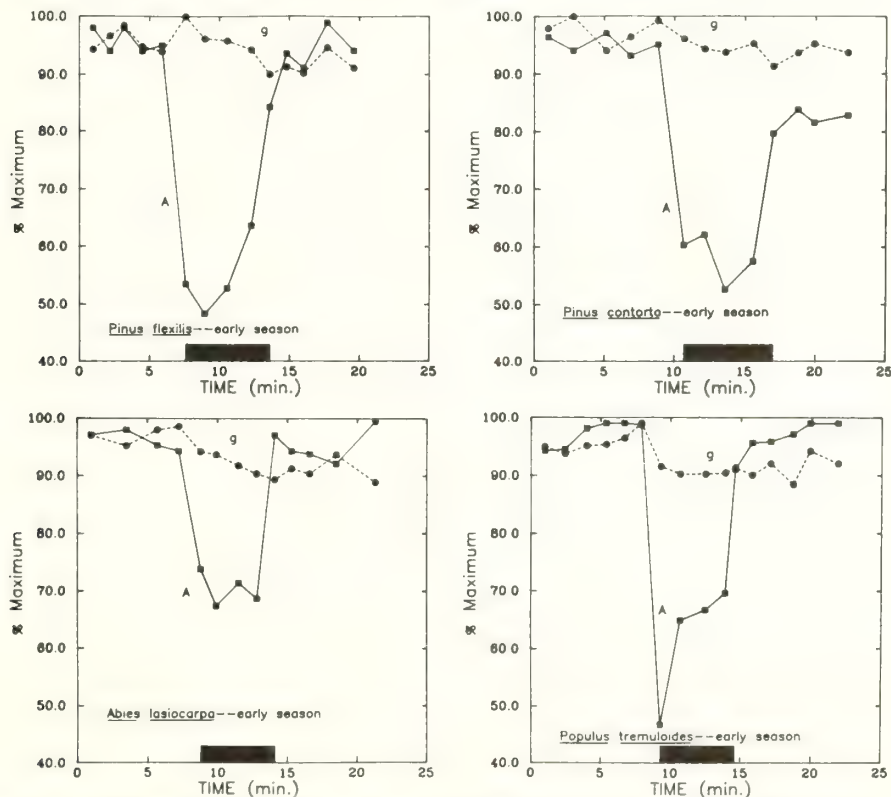 100.0
90.0
80.0
70.0
60.0
50.0
40.0
% Maximum
g
A
Pinus flexilis--early season
0 5 10 15 20 25
TIME (min.)
100.0
90.0
80.0
70.0
60.0
50.0
40.0
% Maximum
g
A
Pinus contorta--early season
0 5 10 15 20 25
TIME (min.)
100.0
90.0
80.0
70.0
60.0
50.0
40.0
% Maximum
g
A
Abies lasiocarpa--early season
0 5 10 15 20 25
TIME (min.)
100.0
90.0
80.0
70.0
60.0
50.0
40.0
% Maximum
g
A
Populus tremuloides--early season
0 5 10 15 20 25
TIME (min.)